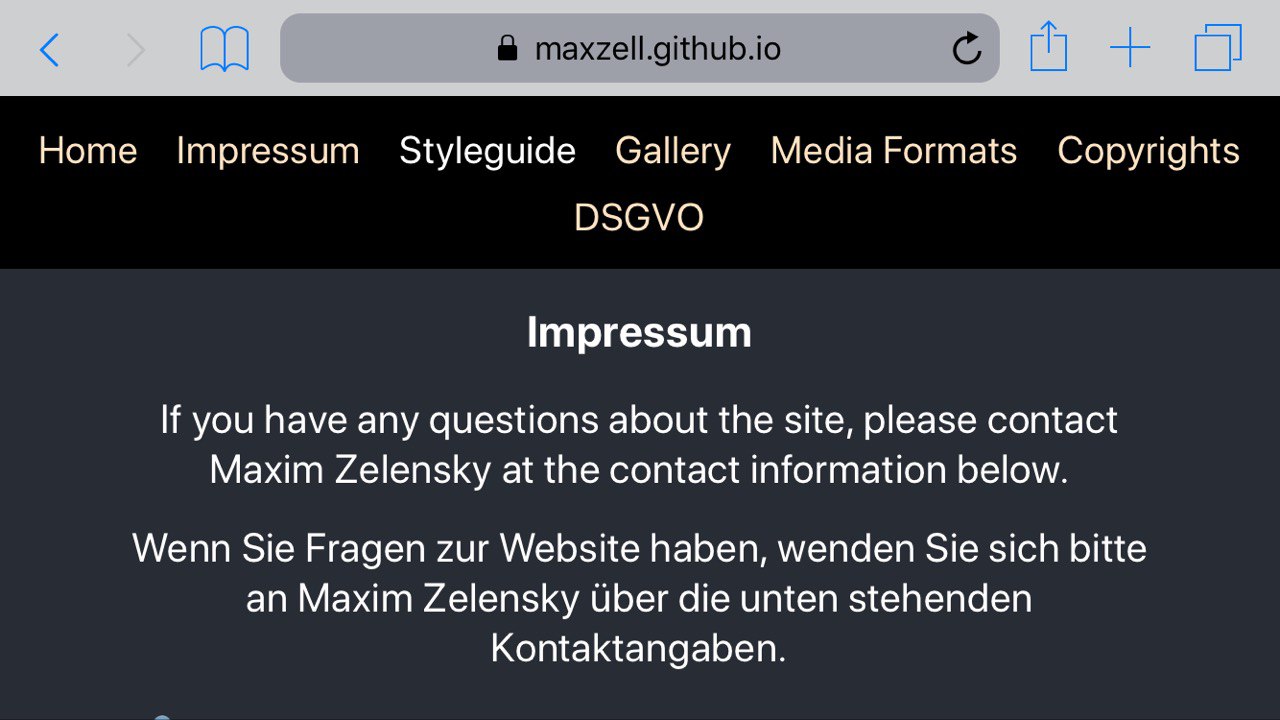 maxzell.github.io
Home Impressum Styleguide Gallery Media Formats Copyrights
DSGVO
Impressum
If you have any questions about the site, please contact
Maxim Zelensky at the contact information below.
Wenn Sie Fragen zur Website haben, wenden Sie sich bitte
an Maxim Zelensky über die unten stehenden
Kontaktangaben.